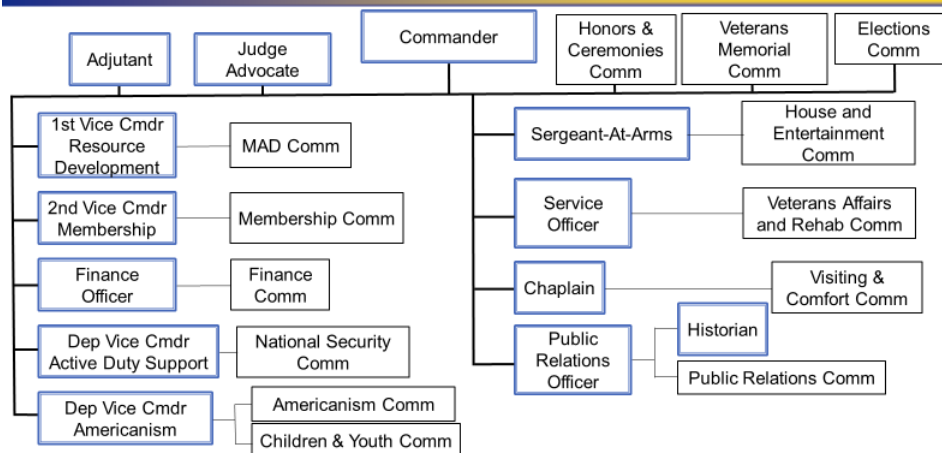 Adjutant
Judge
Advocate
Commander
Honors &
Ceremonies
Comm
Veterans
Memorial
Comm
Elections
Comm
1st Vice Cmdr
Resource
Development
MAD Comm
2nd Vice Cmdr
Membership
Membership Comm
Finance
Officer
Finance
Comm
Dep Vice Cmdr
Active Duty Support
National Security
Comm
Dep Vice Cmdr
Americanism
Americanism Comm
Children & Youth Comm
Sergeant-At-Arms
House and
Entertainment
Comm
Service
Officer
Veterans Affairs
and Rehab Comm
Chaplain
Visiting &
Comfort Comm
Public
Relations
Officer
Historian
Public Relations Comm